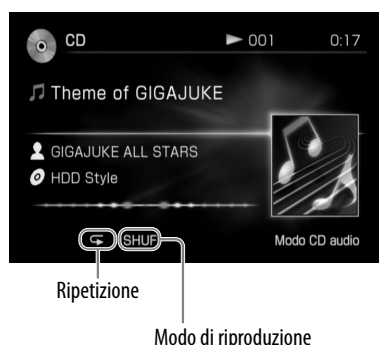 CD 001 0:17
Theme of GIGAJUKE
GIGAJUKE ALL STARS
HDD Style
SHUF Modo CD audio
Ripetizione
Modo di riproduzione